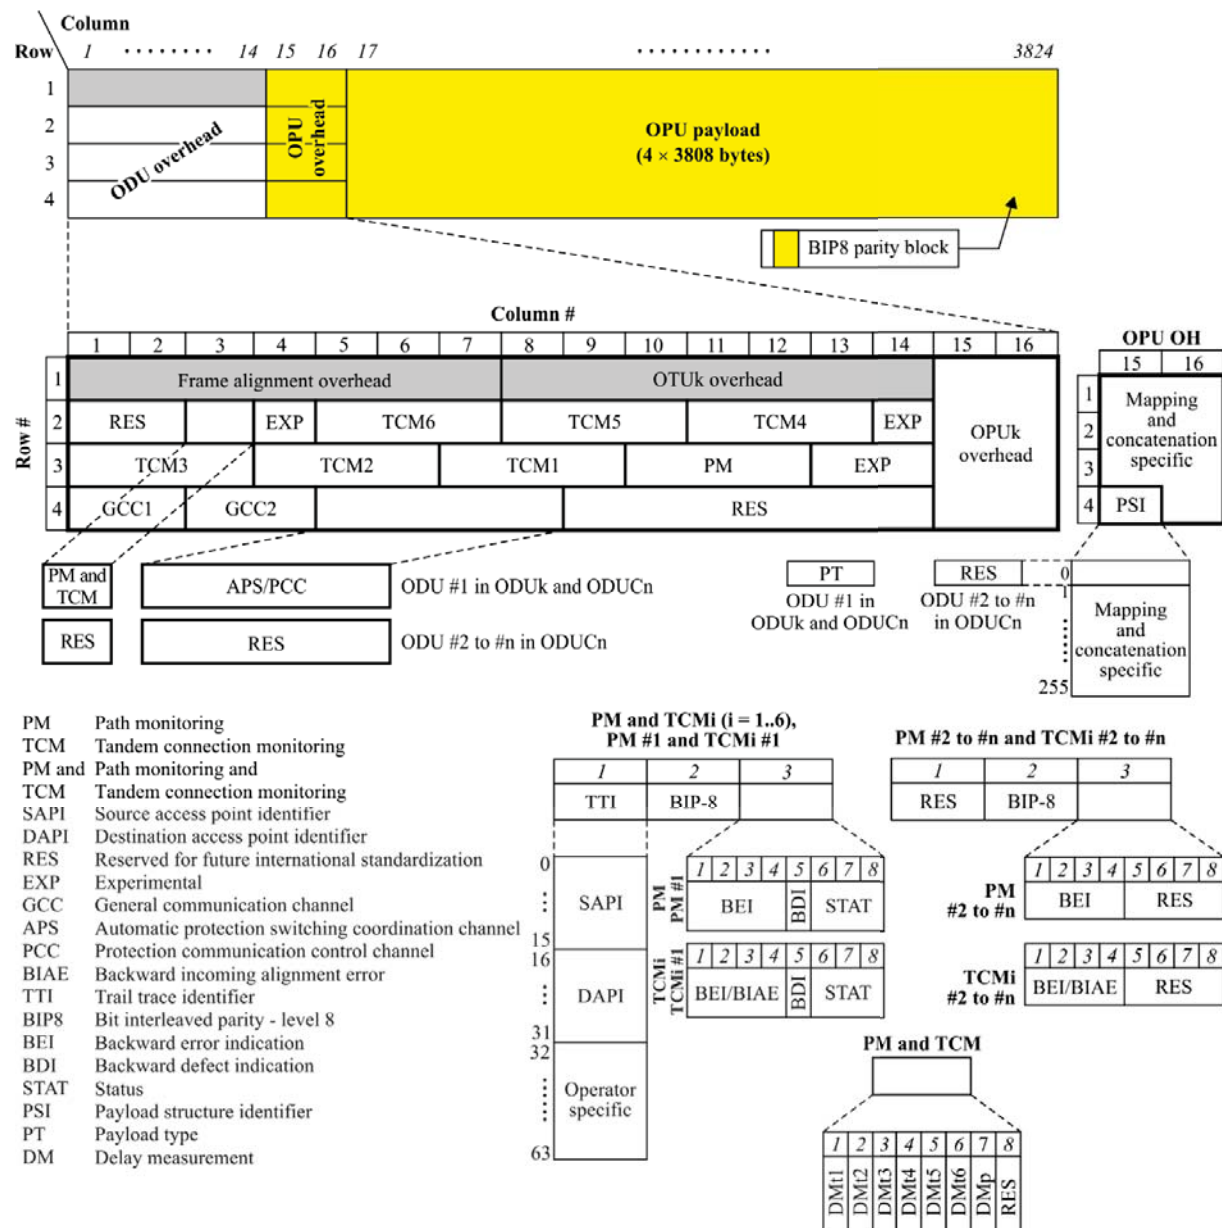 Column
Row 1 ········ 14 15 16 17 ············ 3824
1
2
3
4
ODU overhead
OPU overhead
OPU payload
(4 × 3808 bytes)
BIP8 parity block
Column #
1 2 3 4 5 6 7 8 9 10 11 12 13 14 15 16
Row #
1 Frame alignment overhead OTUk overhead
2 RES EXP TCM6 TCM5 TCM4 EXP
3 TCM3 TCM2 TCM1 PM EXP
4 GCC1 GCC2 RES
OPUk
overhead
OPU OH
15 16
1
2
3
4
Mapping
and
concatenation
specific
PSI
PM and
TCM
APS/PCC
ODU #1 in ODUk and ODUCn
RES
RES
ODU #2 to #n in ODUCn
PT
ODU #1 in
ODUk and ODUCn
RES
ODU #2 to #n
in ODUCn
0
1
255
Mapping
and
concatenation
specific
PM Path monitoring
TCM Tandem connection monitoring
PM and Path monitoring and
TCM Tandem connection monitoring
SAPI Source access point identifier
DAPI Destination access point identifier
RES Reserved for future international standardization
EXP Experimental
GCC General communication channel
APS Automatic protection switching coordination channel
PCC Protection communication control channel
BIAE Backward incoming alignment error
TTI Trail trace identifier
BIP8 Bit interleaved parity - level 8
BEI Backward error indication
BDI Backward defect indication
STAT Status
PSI Payload structure identifier
PT Payload type
DM Delay measurement
PM and TCMi (i = 1..6),
PM #1 and TCMi #1
1 2 3
TTI BIP-8
0
15
16
31
32
63
SAPI
DAPI
Operator
specific
PM
PM #1
1 2 3 4 5 6 7 8
BEI BDI STAT
TCMi
TCMi #1
1 2 3 4 5 6 7 8
BEI/BIAE BDI STAT
PM #2 to #n and TCMi #2 to #n
1 2 3
RES BIP-8
PM
#2 to #n
1 2 3 4 5 6 7 8
BEI RES
TCMi
#2 to #n
1 2 3 4 5 6 7 8
BEI/BIAE RES
PM and TCM
1 2 3 4 5 6 7 8
DMt1 DMt2 DMt3 DMt4 DMt5 DMt6 DMp RES